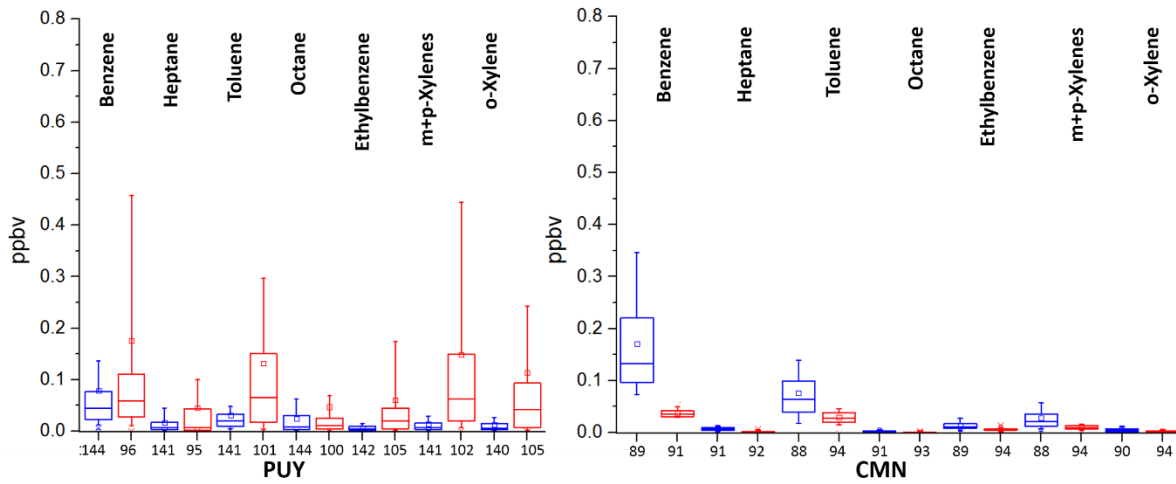 0.8
0.7
0.6
0.5
0.4
0.3
0.2
0.1
0.0
ppbv
Benzene
Heptane
Toluene
Octane
Ethylbenzene
m+p-Xylenes
o-Xylene
144 96 141 95 141 101 144 100 142 105 141 102 140 105
PUY
0.8
0.7
0.6
0.5
0.4
0.3
0.2
0.1
0.0
ppbv
Benzene
Heptane
Toluene
Octane
Ethylbenzene
m+p-Xylenes
o-Xylene
89 91 91 92 88 94 91 93 89 94 88 94 90 94
CMN